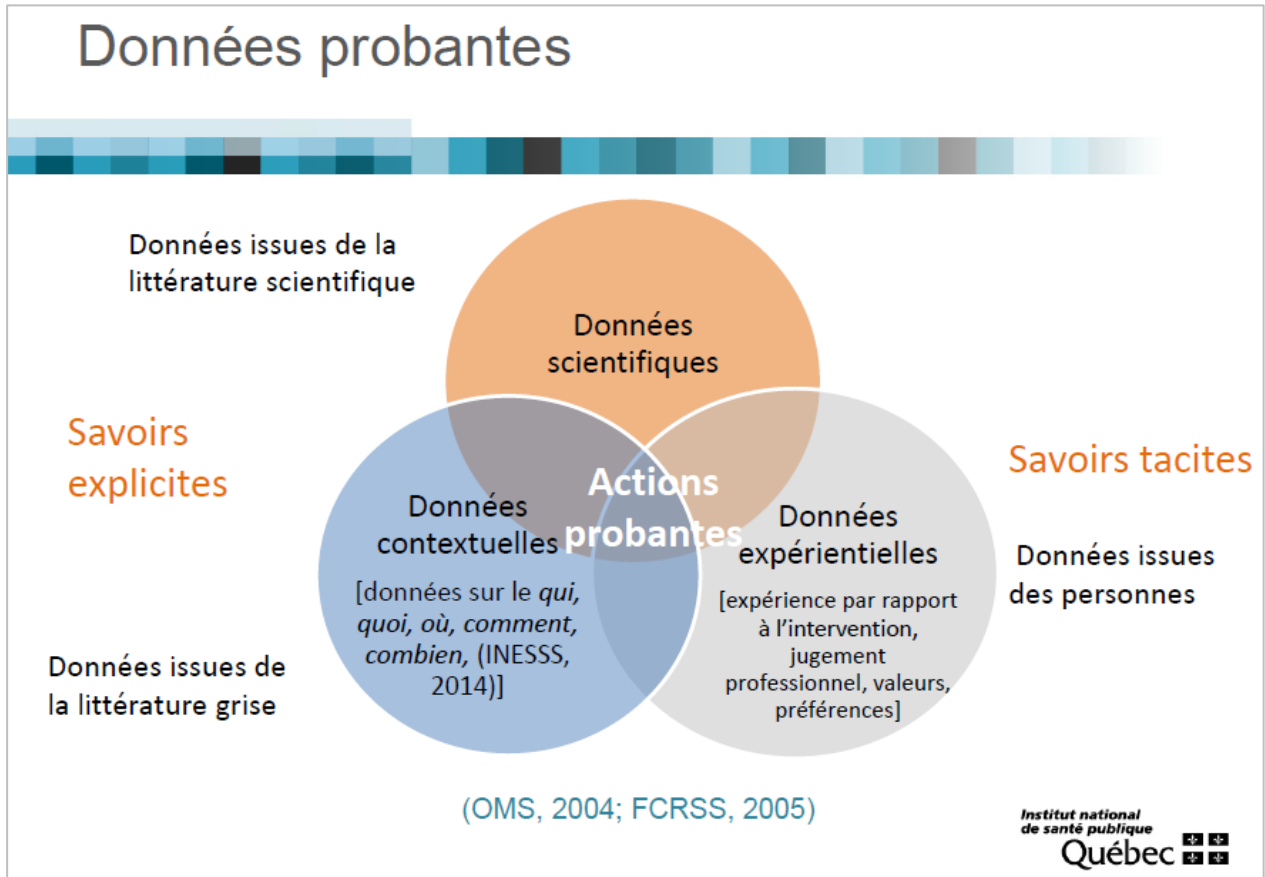 Données probantes
Données issues de la
littérature scientifique
Données
scientifiques
Savoirs
explicites
Savoirs tacites
Actions
probantes
Données
contextuelles
[données sur le qui,
quoi, où, comment,
combien, (INESSS,
2014)]
Données
expérientielles
[expérience par rapport
à l'intervention,
jugement
professionnel, valeurs,
préférences]
Données issues
des personnes
Données issues de
la littérature grise
(OMS, 2004; FCRSS, 2005)
Institut national
de santé publique
Québec